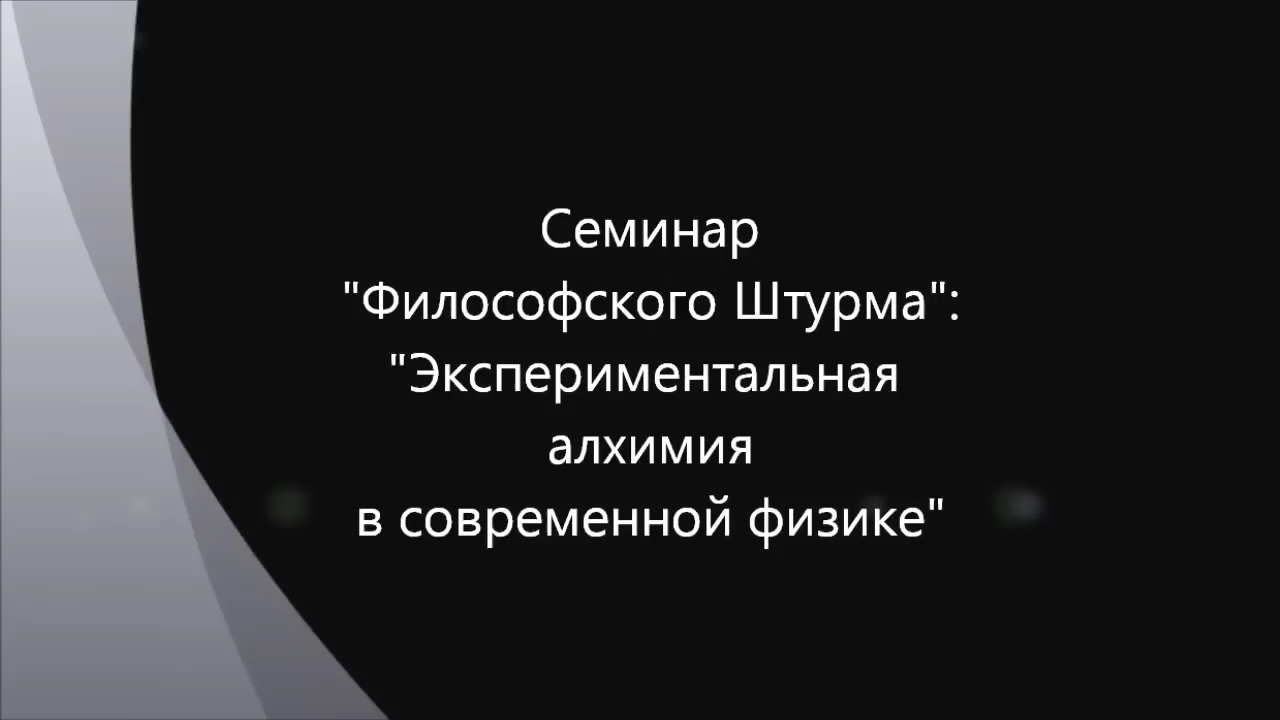 Семинар
"Философского Штурма":
"Экспериментальная
алхимия
в современной физике"